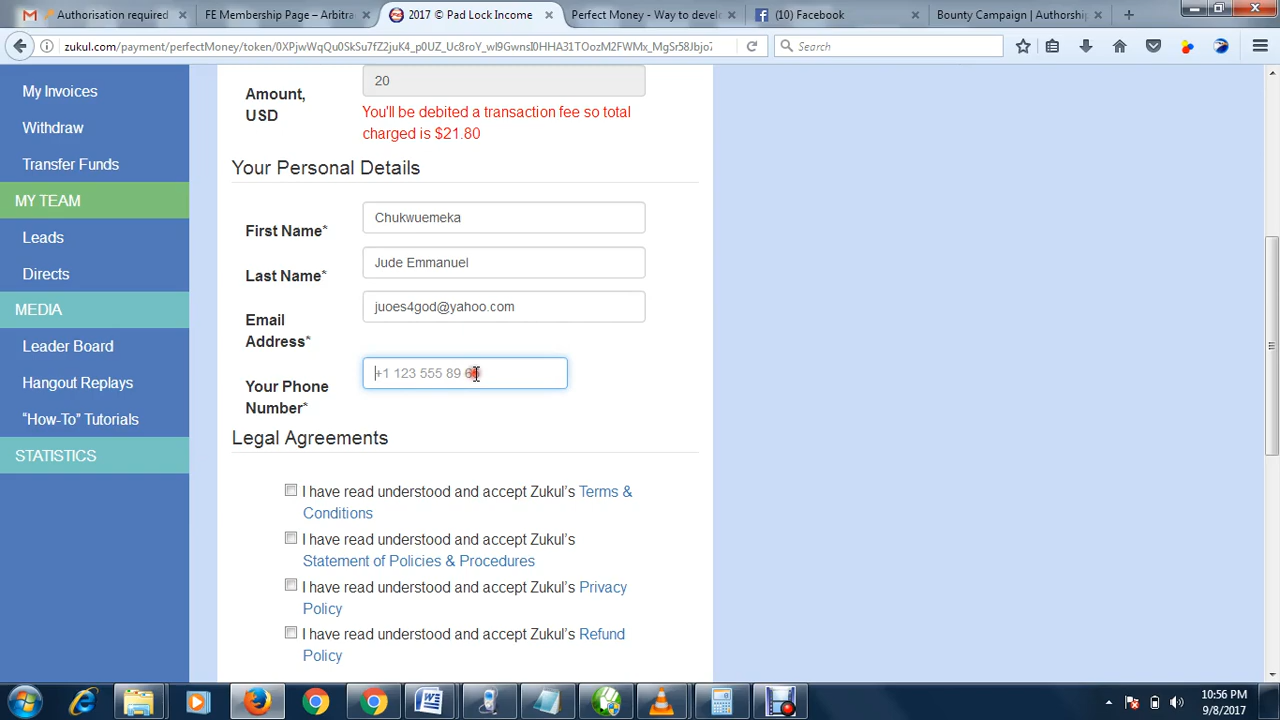 Authorisation required
FE Membership Page – Arbitra
2017 © Pad Lock Income
Perfect Money - Way to devel
(10) Facebook
Bounty Campaign | Authorship
zukul.com/payment/perfectMoney/token/
Search
My Invoices
Withdraw
Transfer Funds
MY TEAM
Leads
Directs
MEDIA
Leader Board
Hangout Replays
“How-To” Tutorials
STATISTICS
Amount,
USD
20
You'll be debited a transaction fee so total
charged is $21.80
Your Personal Details
First Name*
Chukwuemeka
Last Name*
Jude Emmanuel
Email
Address*
juoes4god@yahoo.com
Your Phone
Number*
+1 123 555 89
Legal Agreements
I have read understood and accept Zukul’s Terms &
Conditions
I have read understood and accept Zukul’s
Statement of Policies & Procedures
I have read understood and accept Zukul’s Privacy
Policy
I have read understood and accept Zukul’s Refund
Policy
10:56 PM
9/8/2017